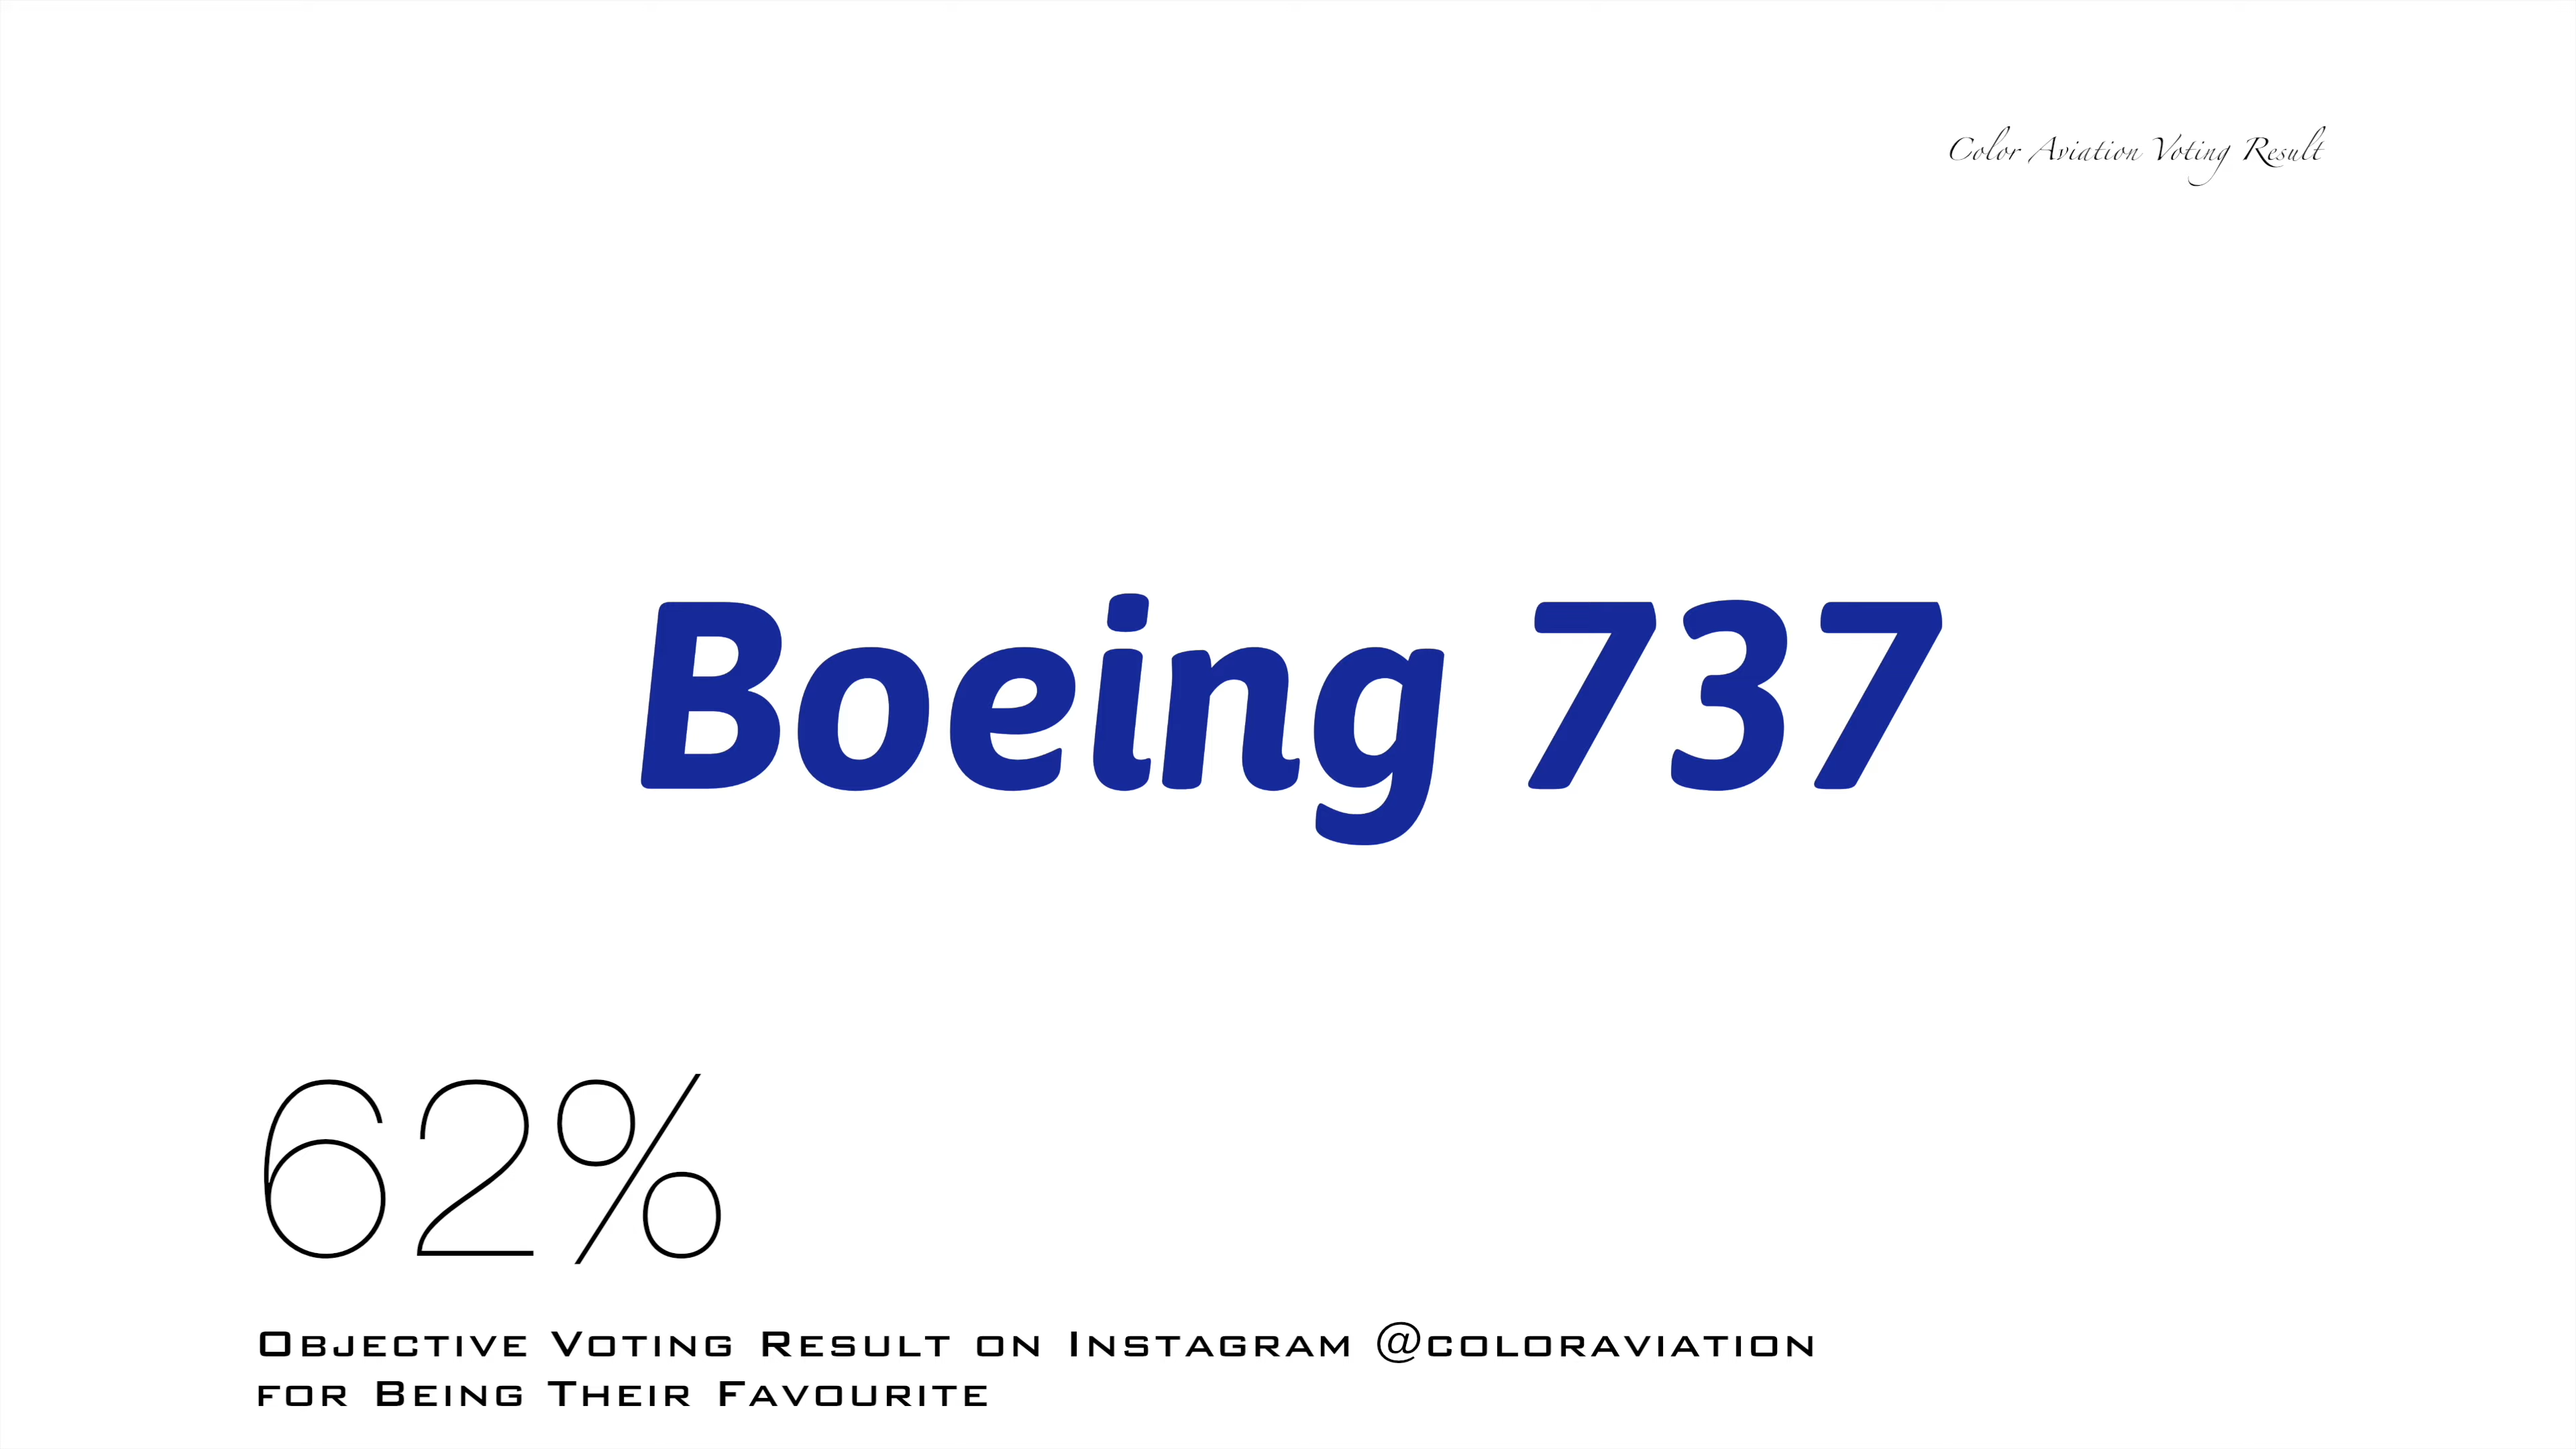 Color Aviation Voting Result
Boeing 737
62%
Objective Voting Result on Instagram @coloraviation
for Being Their Favourite